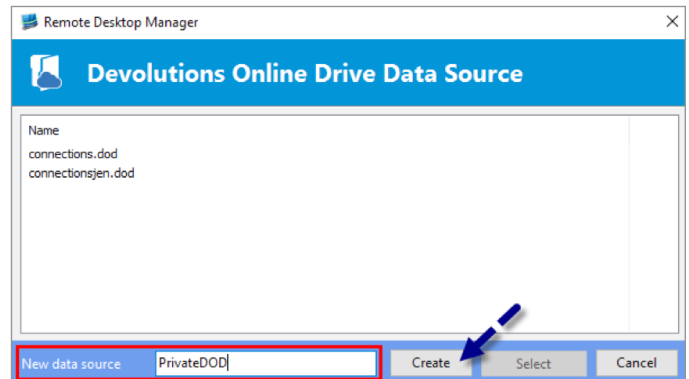 Remote Desktop Manager
Devolutions Online Drive Data Source
Name
connections.dod
connectionsjen.dod
New data source PrivateDOD Create Select Cancel